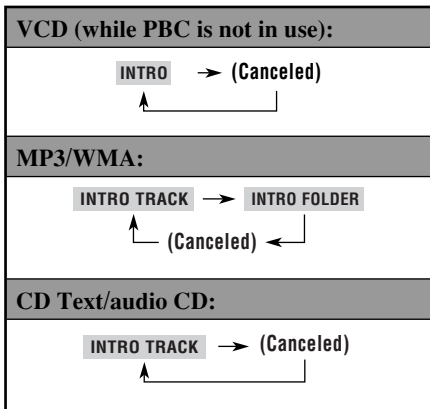 VCD (while PBC is not in use):
INTRO (Canceled)
MP3/WMA:
INTRO TRACK INTRO FOLDER
(Canceled)
CD Text/audio CD:
INTRO TRACK (Canceled)